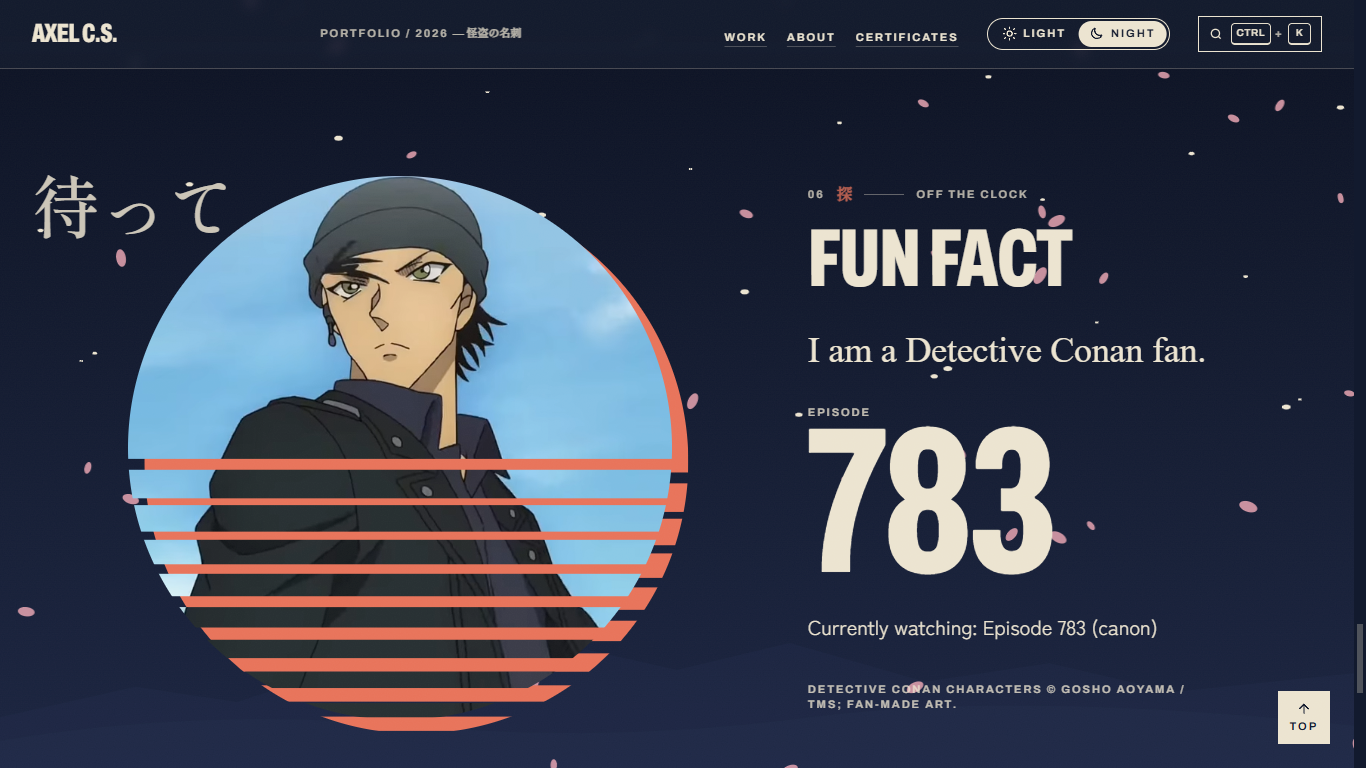 AXEL C.S.
PORTFOLIO / 2026 — 怪盗の名刺
WORK
ABOUT
CERTIFICATES
LIGHT
NIGHT
CTRL + K
待って
06 探 OFF THE CLOCK
FUN FACT
I am a Detective Conan fan.
EPISODE
783
Currently watching: Episode 783 (canon)
DETECTIVE CONAN CHARACTERS © GOSHO AOYAMA /
TMS; FAN-MADE ART.
TOP